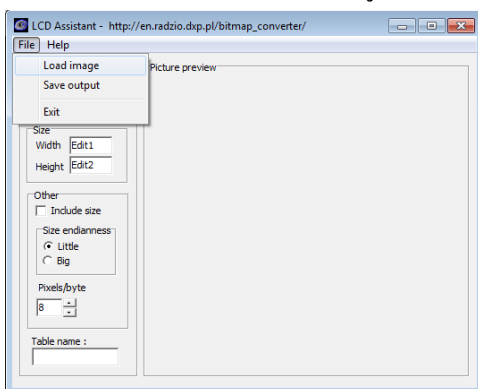 LCD Assistant - http://en.radzio.dxp.pl/bitmap_converter/
File Help
Load image
Save output
Exit
Picture preview
Size
Width Edit1
Height Edit2
Other
Include size
Size endianness
Little
Big
Pixels/byte
8
Table name :